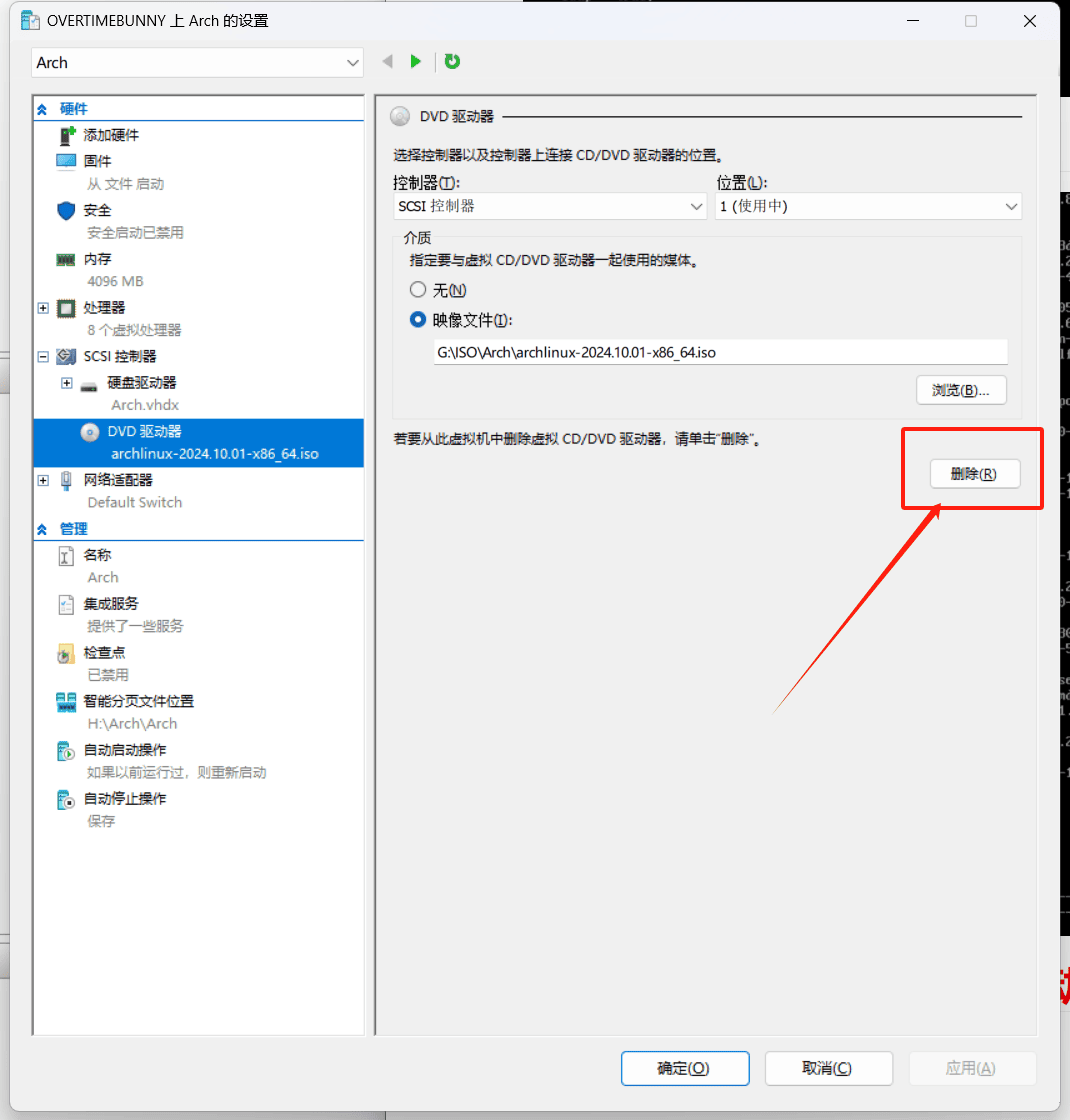 OVERTIMEBUNNY 上 Arch 的设置
Arch
硬件
添加硬件
固件
从 文件 启动
安全
安全启动已禁用
内存
4096 MB
处理器
8 个虚拟处理器
SCSI 控制器
硬盘驱动器
Arch.vhdx
DVD 驱动器
archlinux-2024.10.01-x86_64.iso
网络适配器
Default Switch
管理
名称
Arch
集成服务
提供了一些服务
检查点
已禁用
智能分页文件位置
H:\Arch\Arch
自动启动操作
如果以前运行过，则重新启动
自动停止操作
保存
DVD 驱动器
选择控制器以及控制器上连接 CD/DVD 驱动器的位置。
控制器(T):
位置(L):
SCSI 控制器
1 (使用中)
介质
指定要与虚拟 CD/DVD 驱动器一起使用的媒体。
无(N)
映像文件(I):
G:\ISO\Arch\archlinux-2024.10.01-x86_64.iso
浏览(B)...
若要从此虚拟机中删除虚拟 CD/DVD 驱动器，请单击"删除"。
删除(R)
确定(O)
取消(C)
应用(A)